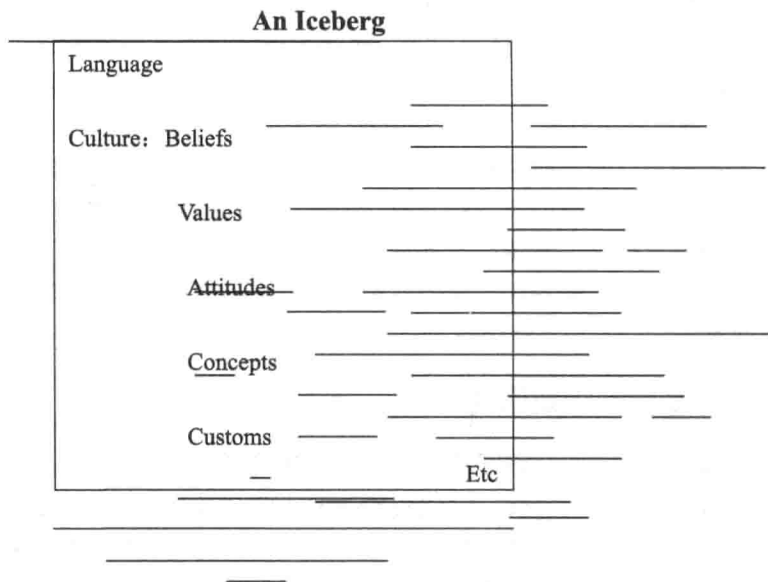 An Iceberg
Language
Culture：Beliefs
Values
Attitudes
Concepts
Customs
Etc